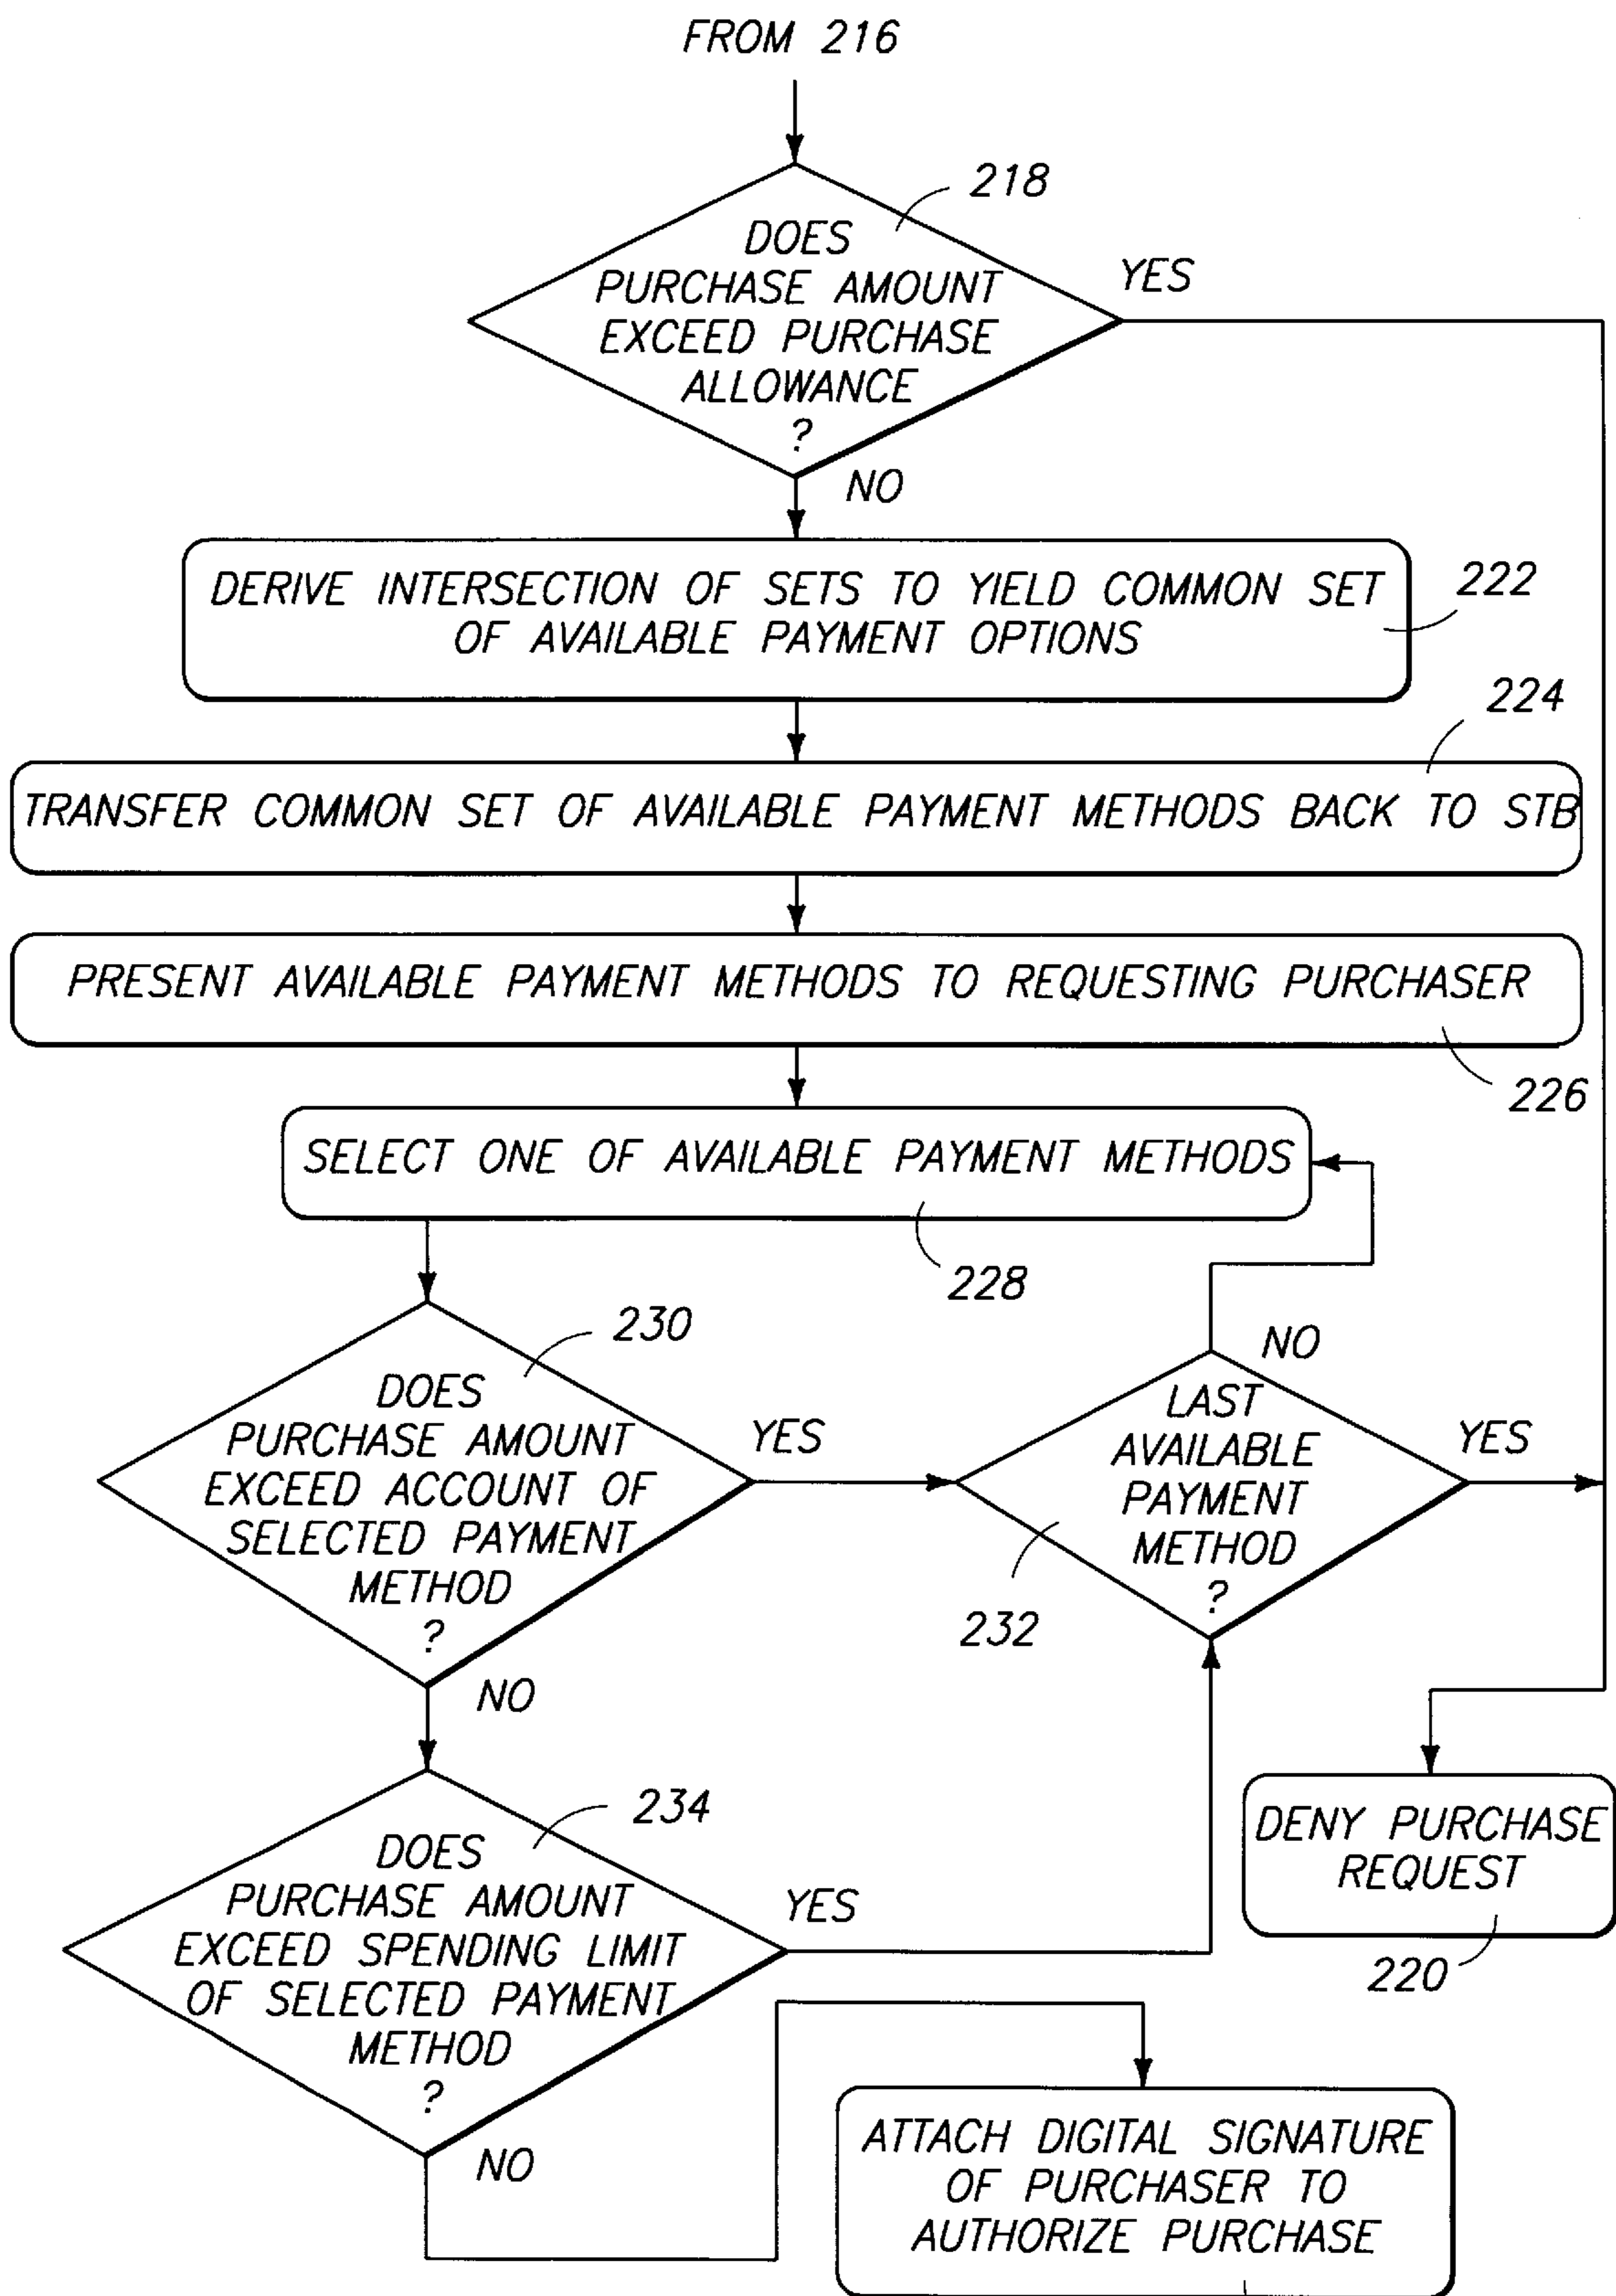 FROM 216
218
DOES
PURCHASE AMOUNT
EXCEED PURCHASE
ALLOWANCE
?
YES
NO
DERIVE INTERSECTION OF SETS TO YIELD COMMON SET
OF AVAILABLE PAYMENT OPTIONS
222
224
TRANSFER COMMON SET OF AVAILABLE PAYMENT METHODS BACK TO STB
PRESENT AVAILABLE PAYMENT METHODS TO REQUESTING PURCHASER
226
SELECT ONE OF AVAILABLE PAYMENT METHODS
228
230
DOES
PURCHASE AMOUNT
EXCEED ACCOUNT OF
SELECTED PAYMENT
METHOD
?
YES
NO
NO
LAST
AVAILABLE
PAYMENT
METHOD
?
YES
232
234
DOES
PURCHASE AMOUNT
EXCEED SPENDING LIMIT
OF SELECTED PAYMENT
METHOD
?
YES
NO
DENY PURCHASE
REQUEST
220
ATTACH DIGITAL SIGNATURE
OF PURCHASER TO
AUTHORIZE PURCHASE